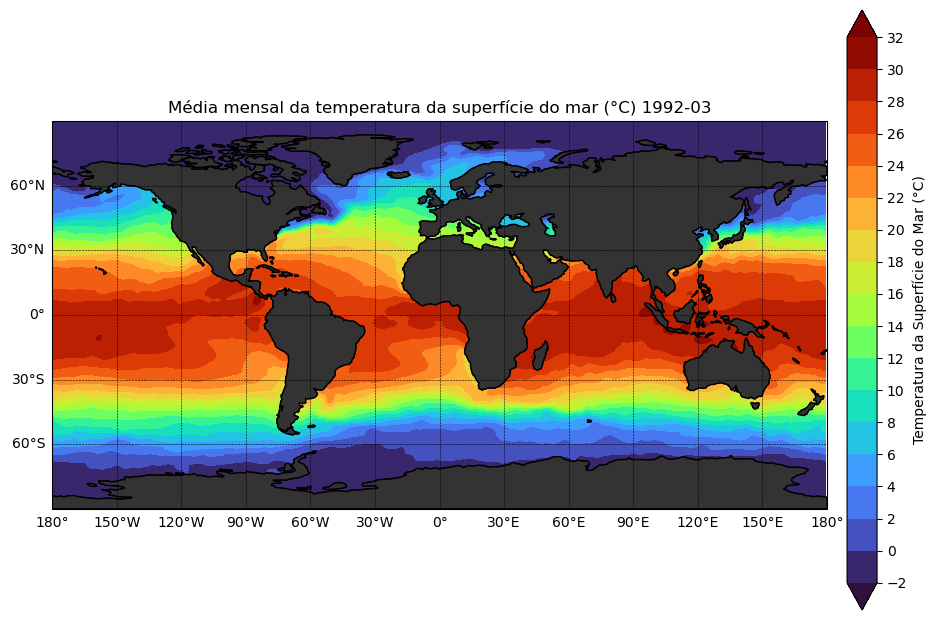 Média mensal da temperatura da superfície do mar (°C) 1992-03
60°N
30°N
0°
30°S
60°S
180° 150°W 120°W 90°W 60°W 30°W 0° 30°E 60°E 90°E 120°E 150°E 180°
32
30
28
26
24
22
20
18
16
14
12
10
8
6
4
2
0
−2
Temperatura da Superfície do Mar (°C)